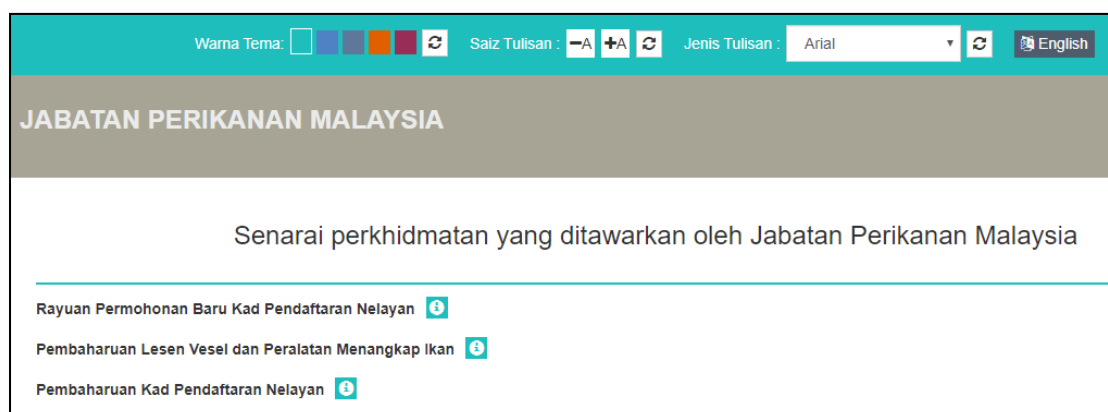 Warna Tema: Saiz Tulisan : -A +A Jenis Tulisan : Arial English
JABATAN PERIKANAN MALAYSIA
Senarai perkhidmatan yang ditawarkan oleh Jabatan Perikanan Malaysia
Rayuan Permohonan Baru Kad Pendaftaran Nelayan
Pembaharuan Lesen Vesel dan Peralatan Menangkap Ikan
Pembaharuan Kad Pendaftaran Nelayan